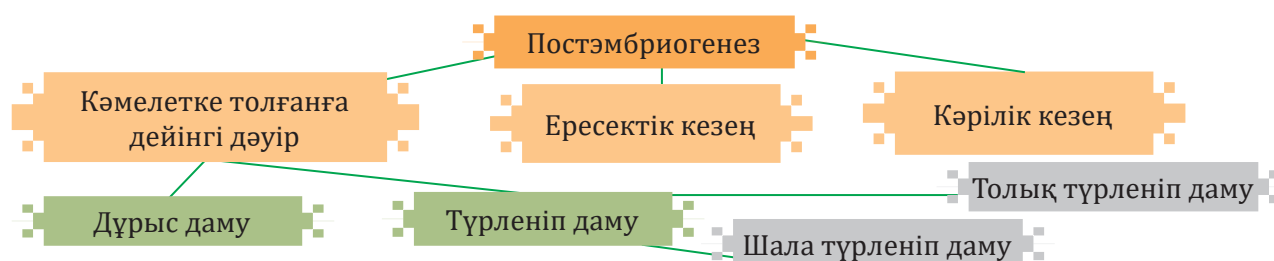 Постэмбриогенез
Кәмелетке толғанға
дейінгі дәуір
Ересектік кезең
Кәрілік кезең
Дұрыс даму
Түрленіп даму
Толық түрленіп даму
Шала түрленіп даму